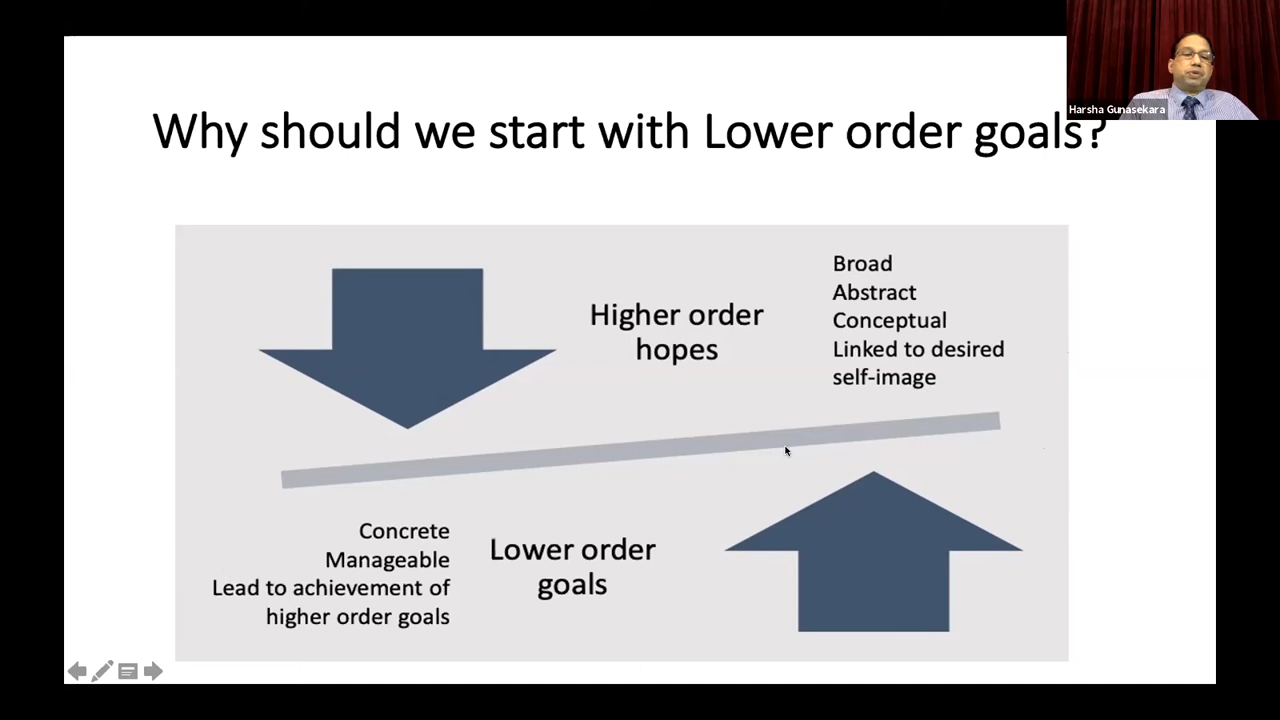 Harsha Gunasekara
Why should we start with Lower order goals?
Higher order
hopes
Broad
Abstract
Conceptual
Linked to desired
self-image
Concrete
Manageable
Lead to achievement of
higher order goals
Lower order
goals